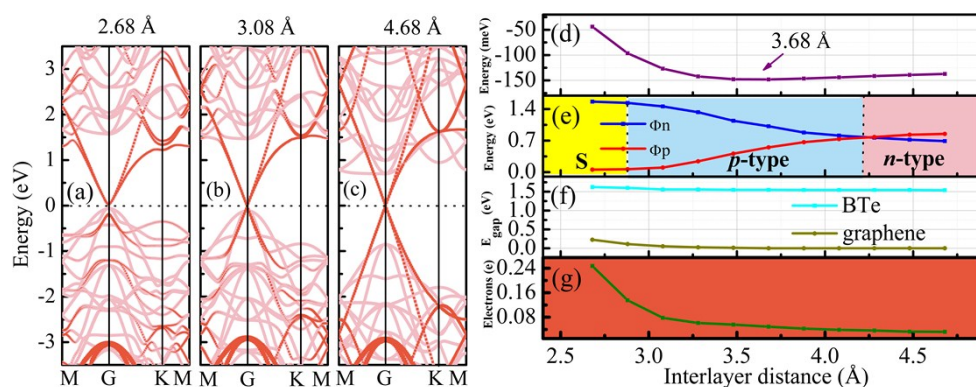 2.68 Å 3.08 Å 4.68 Å
Energy (eV)
3
2
1
0
-1
-2
-3
(a) (b) (c)
M G K M M G K M M G K M
Energy (meV)
-50
-100
-150
(d)
3.68 Å
Energy (eV)
1.4
0.7
0.0
(e)
Φn
Φp
S p-type n-type
E gap (eV)
1.5
1.0
0.5
0.0
(f)
BTe
graphene
Electrons (e)
0.24
0.16
0.08
(g)
2.5 3.0 3.5 4.0 4.5
Interlayer distance (Å)